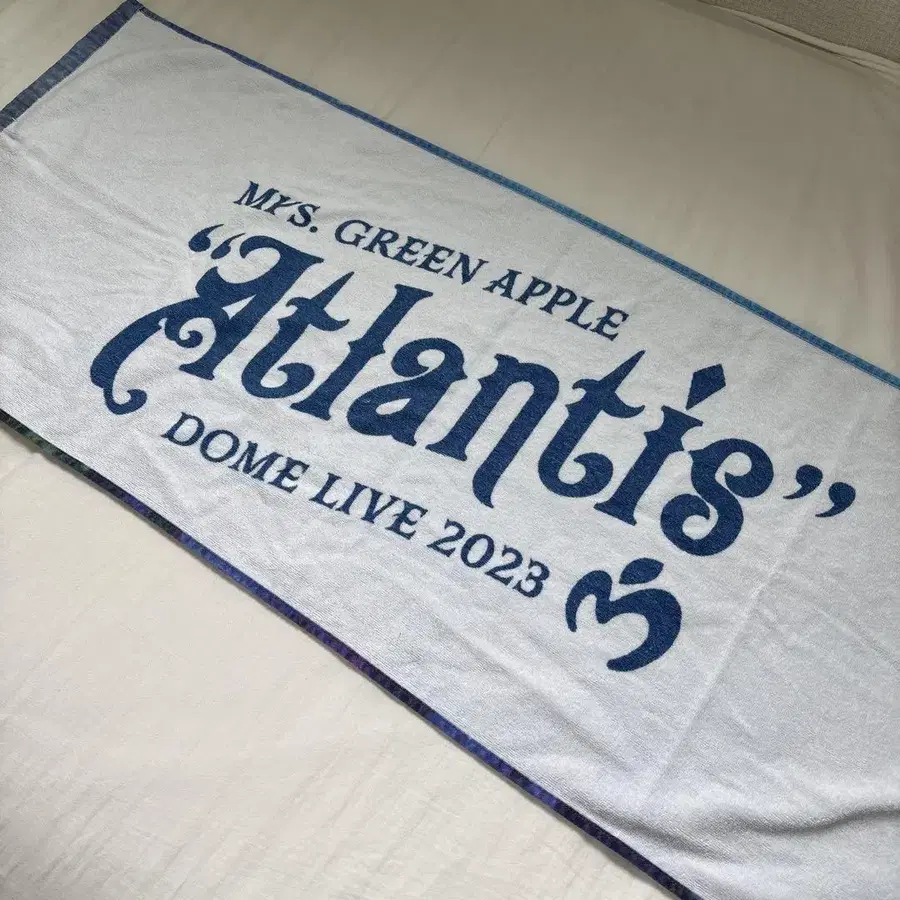 Mrs. GREEN APPLE
“Atlantis”
DOME LIVE 2023